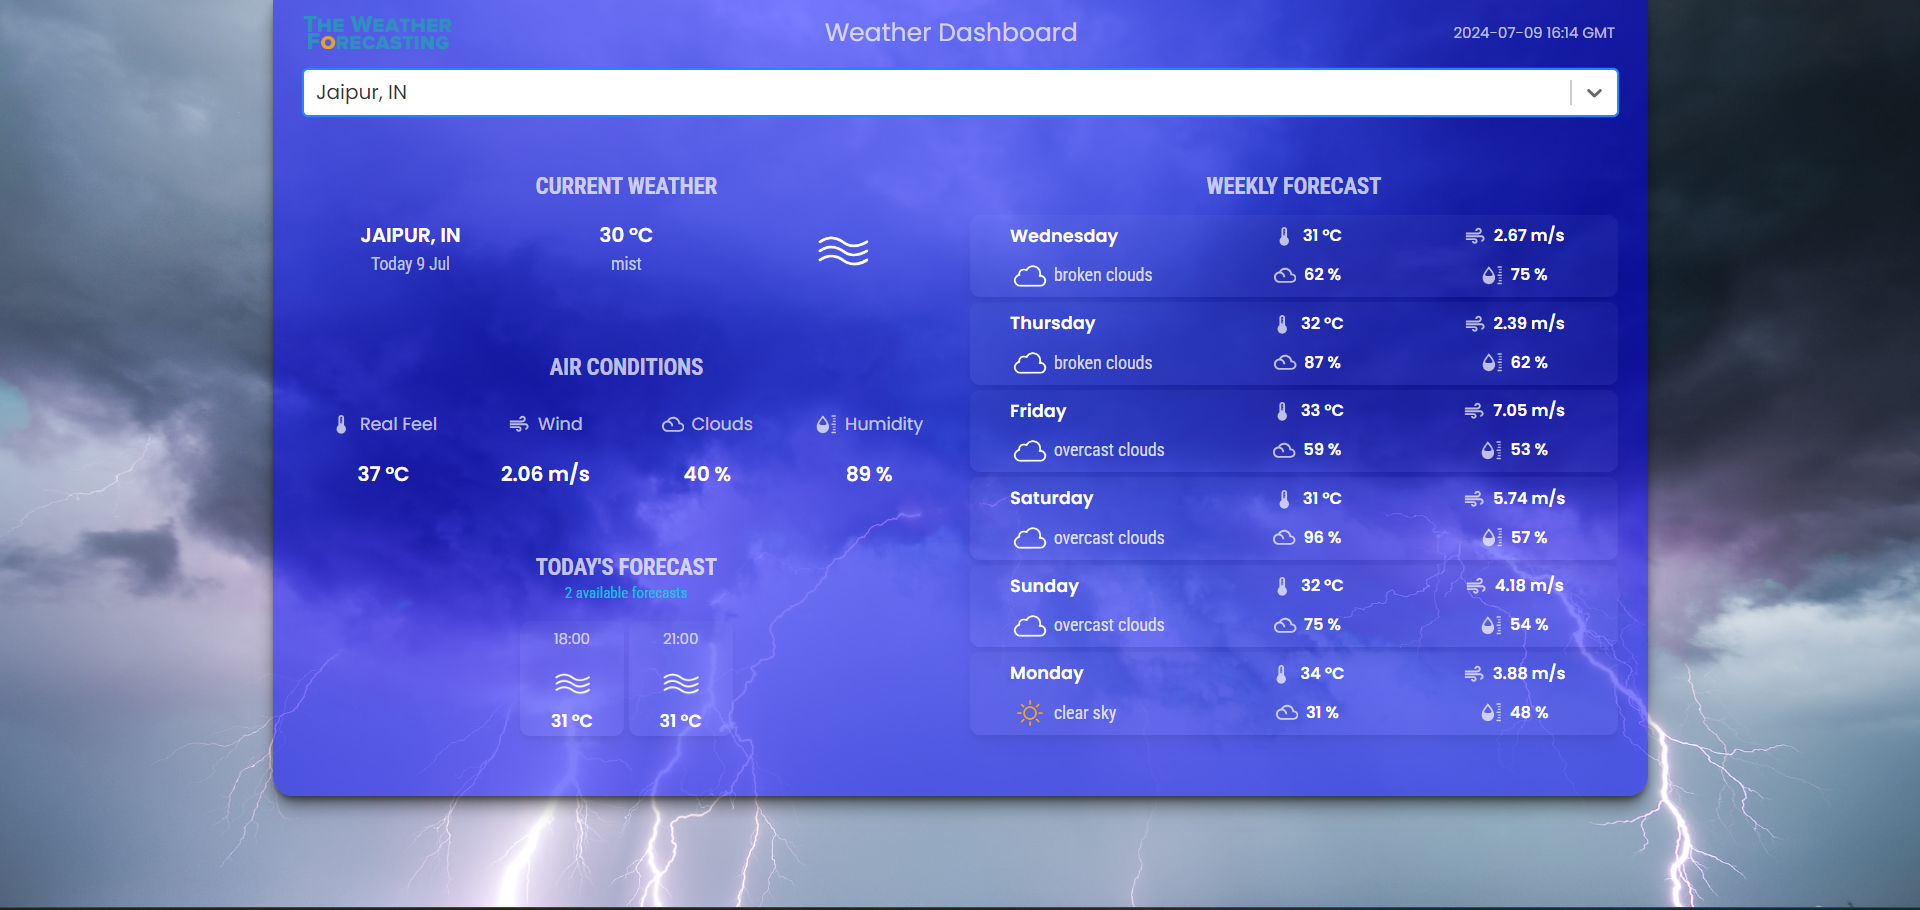 THE WEATHER
FORECASTING
Weather Dashboard
2024-07-09 16:14 GMT
Jaipur, IN
CURRENT WEATHER
JAIPUR, IN
30 °C
Today 9 Jul
mist
AIR CONDITIONS
Real Feel
Wind
Clouds
Humidity
37 °C
2.06 m/s
40 %
89 %
TODAY'S FORECAST
2 available forecasts
18:00
21:00
31 °C
31 °C
WEEKLY FORECAST
Wednesday
31 °C
2.67 m/s
broken clouds
62 %
75 %
Thursday
32 °C
2.39 m/s
broken clouds
87 %
62 %
Friday
33 °C
7.05 m/s
overcast clouds
59 %
53 %
Saturday
31 °C
5.74 m/s
overcast clouds
96 %
57 %
Sunday
32 °C
4.18 m/s
overcast clouds
75 %
54 %
Monday
34 °C
3.88 m/s
clear sky
31 %
48 %